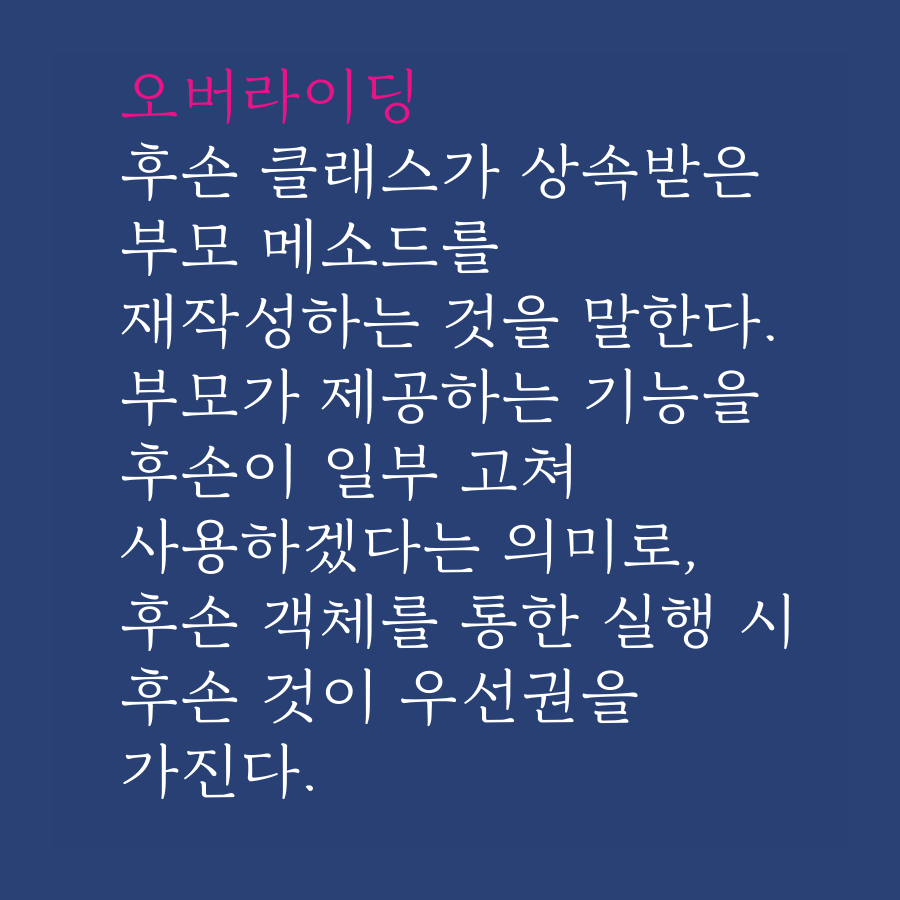 오버라이딩
후손 클래스가 상속받은
부모 메소드를
재작성하는 것을 말한다.
부모가 제공하는 기능을
후손이 일부 고쳐
사용하겠다는 의미로,
후손 객체를 통한 실행 시
후손 것이 우선권을
가진다.